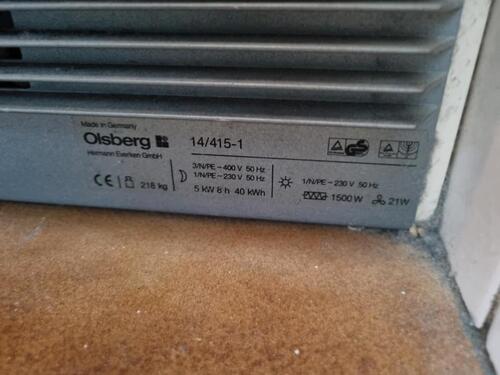 Made in Germany
Olsberg 14/415-1
Hermann Everken GmbH
3/N/PE~400 V 50 Hz
1/N/PE~230 V 50 Hz
1/N/PE~230 V 50 Hz
CE 218 kg
5 kW 8 h 40 kWh
1500 W 21W